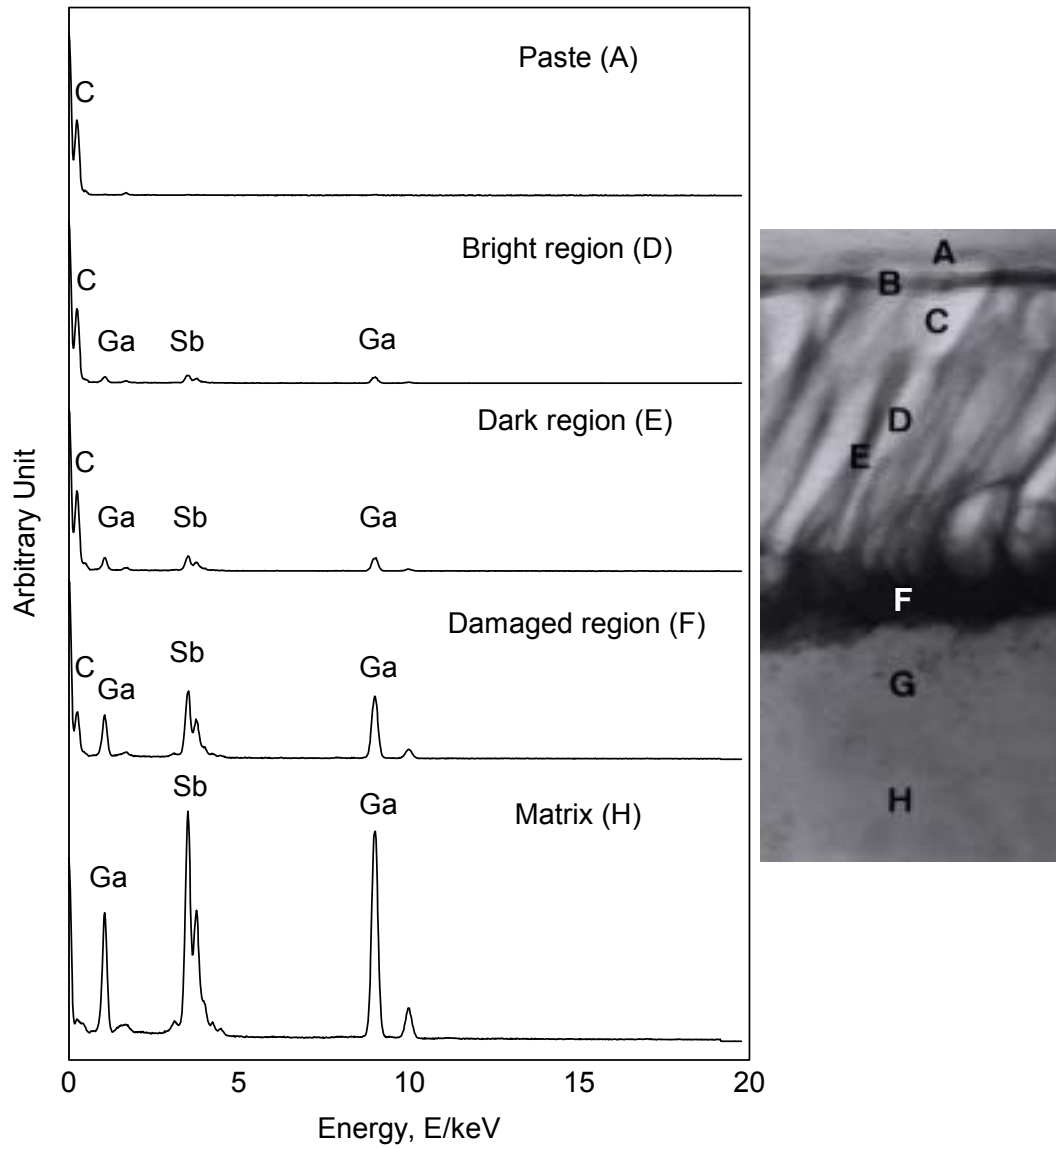 Paste (A)
C
Bright region (D)
C
Ga
Sb
Ga
Dark region (E)
C
Ga
Sb
Ga
Damaged region (F)
Sb
C
Ga
Ga
Sb
Ga
Matrix (H)
Ga
0
5
10
15
20
Energy, E/keV
Arbitrary Unit
A
B
C
D
E
F
G
H